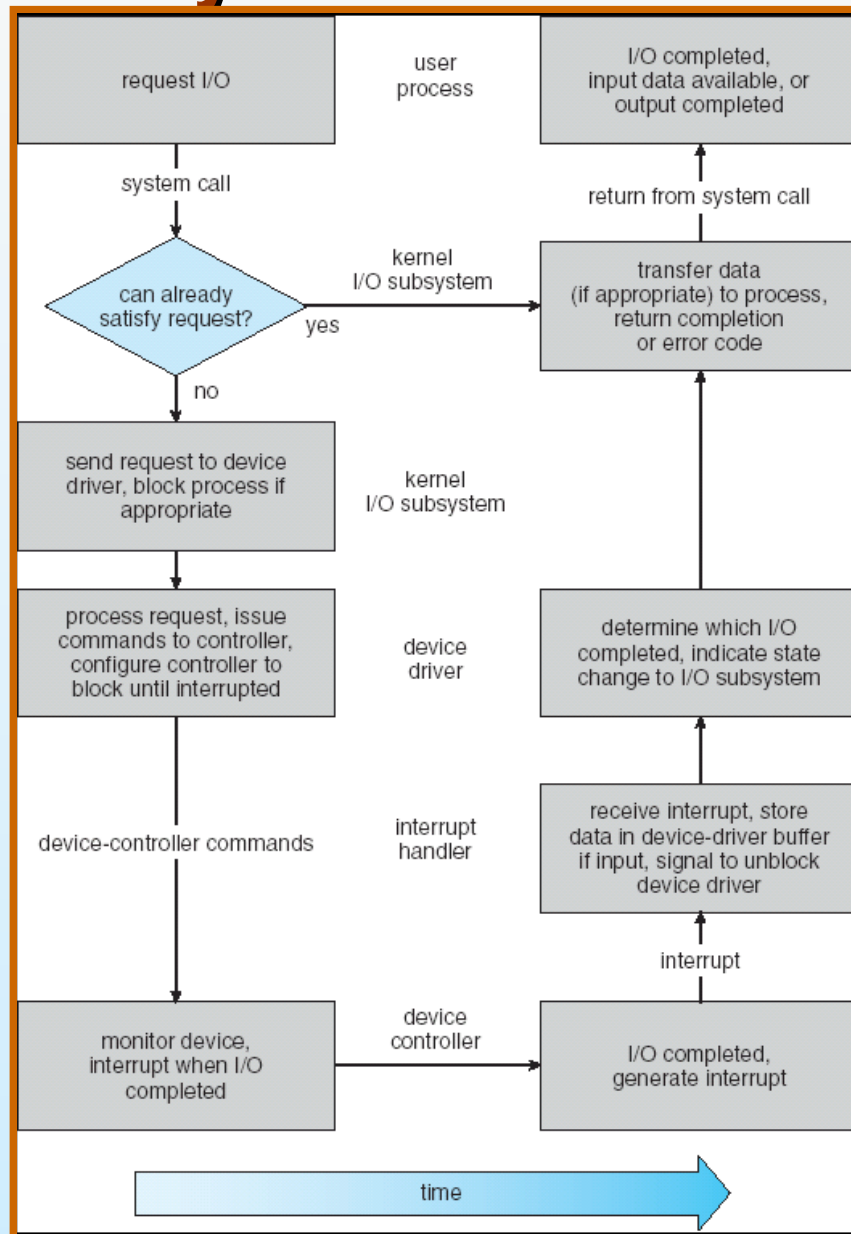 request I/O
user
process
I/O completed,
input data available, or
output completed
system call
return from system call
can already
satisfy request?
yes
no
kernel
I/O subsystem
transfer data
(if appropriate) to process,
return completion
or error code
send request to device
driver, block process if
appropriate
kernel
I/O subsystem
process request, issue
commands to controller,
configure controller to
block until interrupted
device
driver
determine which I/O
completed, indicate state
change to I/O subsystem
device-controller commands
interrupt
handler
receive interrupt, store
data in device-driver buffer
if input, signal to unblock
device driver
interrupt
monitor device,
interrupt when I/O
completed
device
controller
I/O completed,
generate interrupt
time